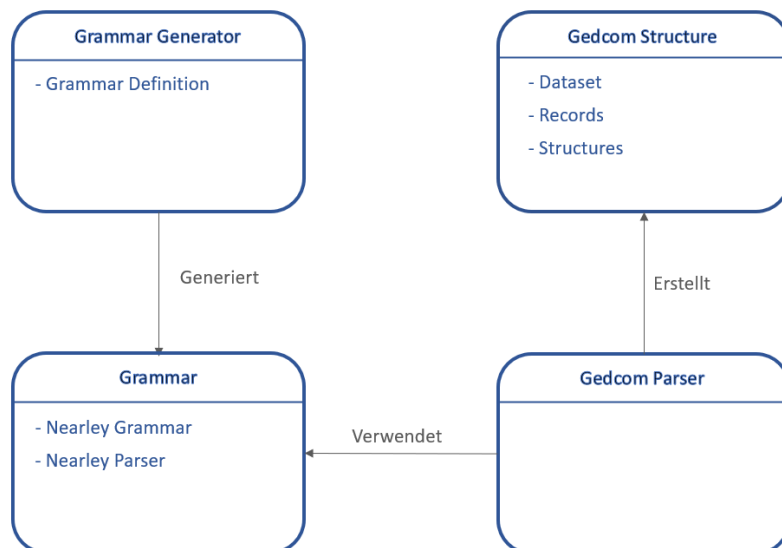 Grammar Generator
- Grammar Definition
Gedcom Structure
- Dataset
- Records
- Structures
Generiert
Erstellt
Grammar
- Nearley Grammar
- Nearley Parser
Verwendet
Gedcom Parser